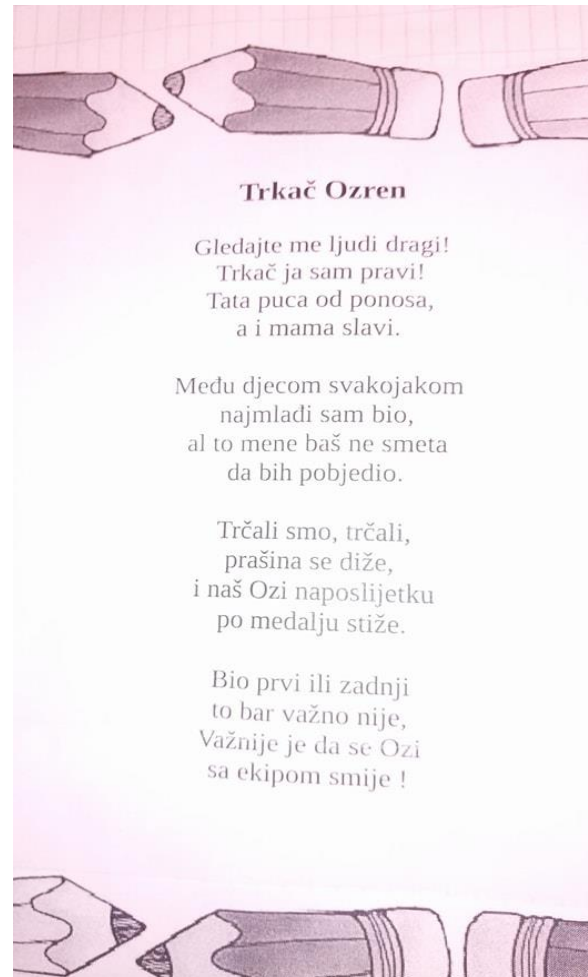 Trkač Ozren
Gledajte me ljudi dragi!
Trkač ja sam pravi!
Tata puca od ponosa,
a i mama slavi.
Među djecom svakojakom
najmlađi sam bio,
al to mene baš ne smeta
da bih pobjedio.
Trčali smo, trčali,
prašina se diže,
i naš Ozi naposlijetku
po medalju stiže.
Bio prvi ili zadnji
to bar važno nije,
Važnije je da se Ozi
sa ekipom smije !